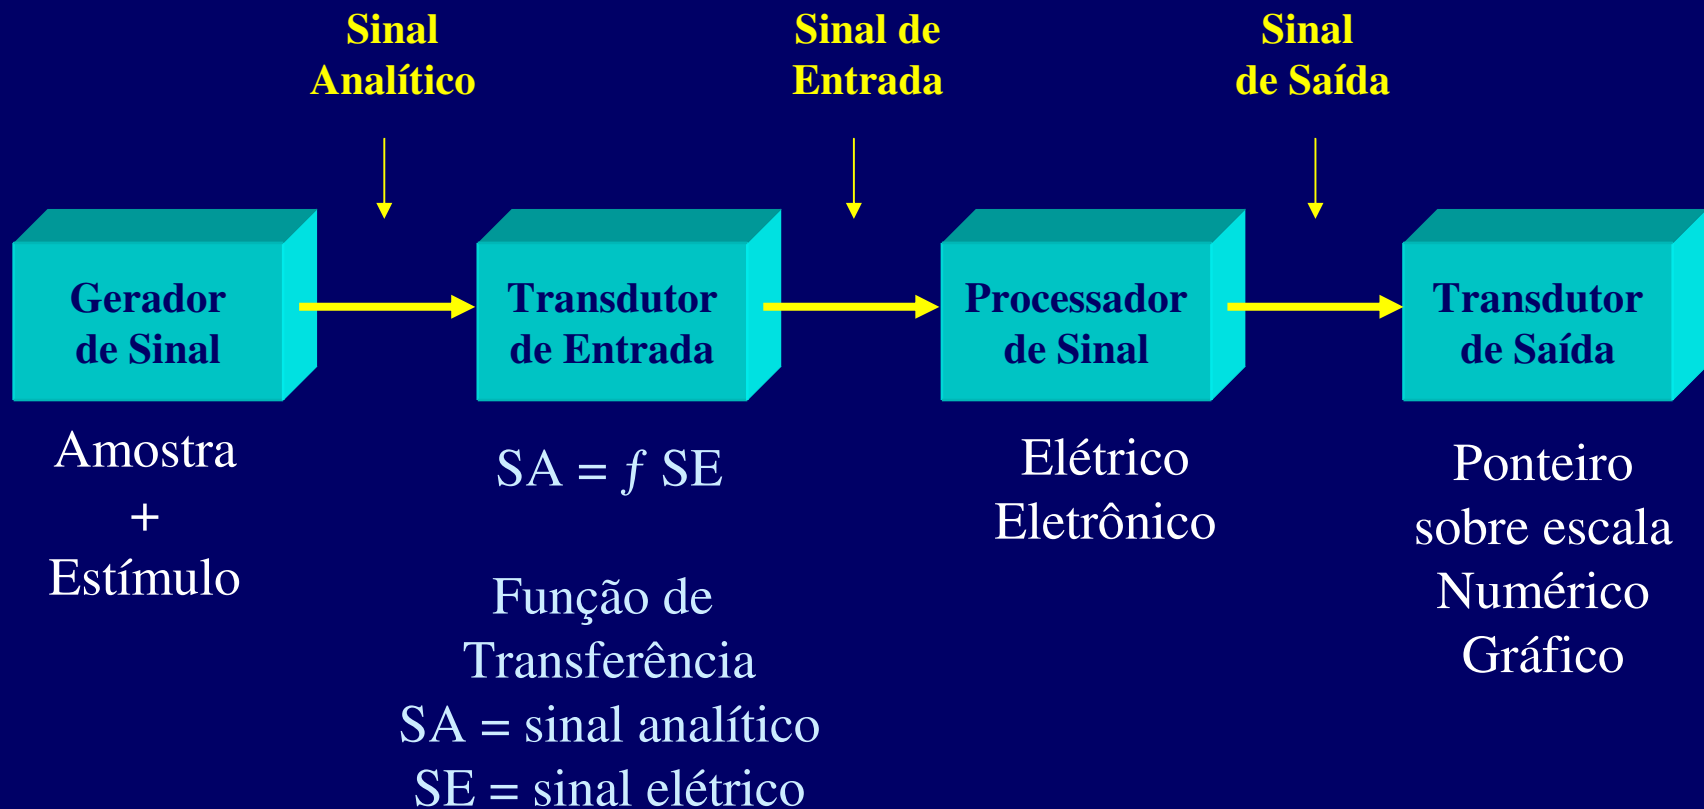 Sinal
Analítico
Sinal de
Entrada
Sinal
de Saída
Gerador
de Sinal
Transdutor
de Entrada
Processador
de Sinal
Transdutor
de Saída
Amostra
+
Estímulo
SA = ƒ SE
Função de
Transferência
SA = sinal analítico
SE = sinal elétrico
Elétrico
Eletrônico
Ponteiro
sobre escala
Numérico
Gráfico